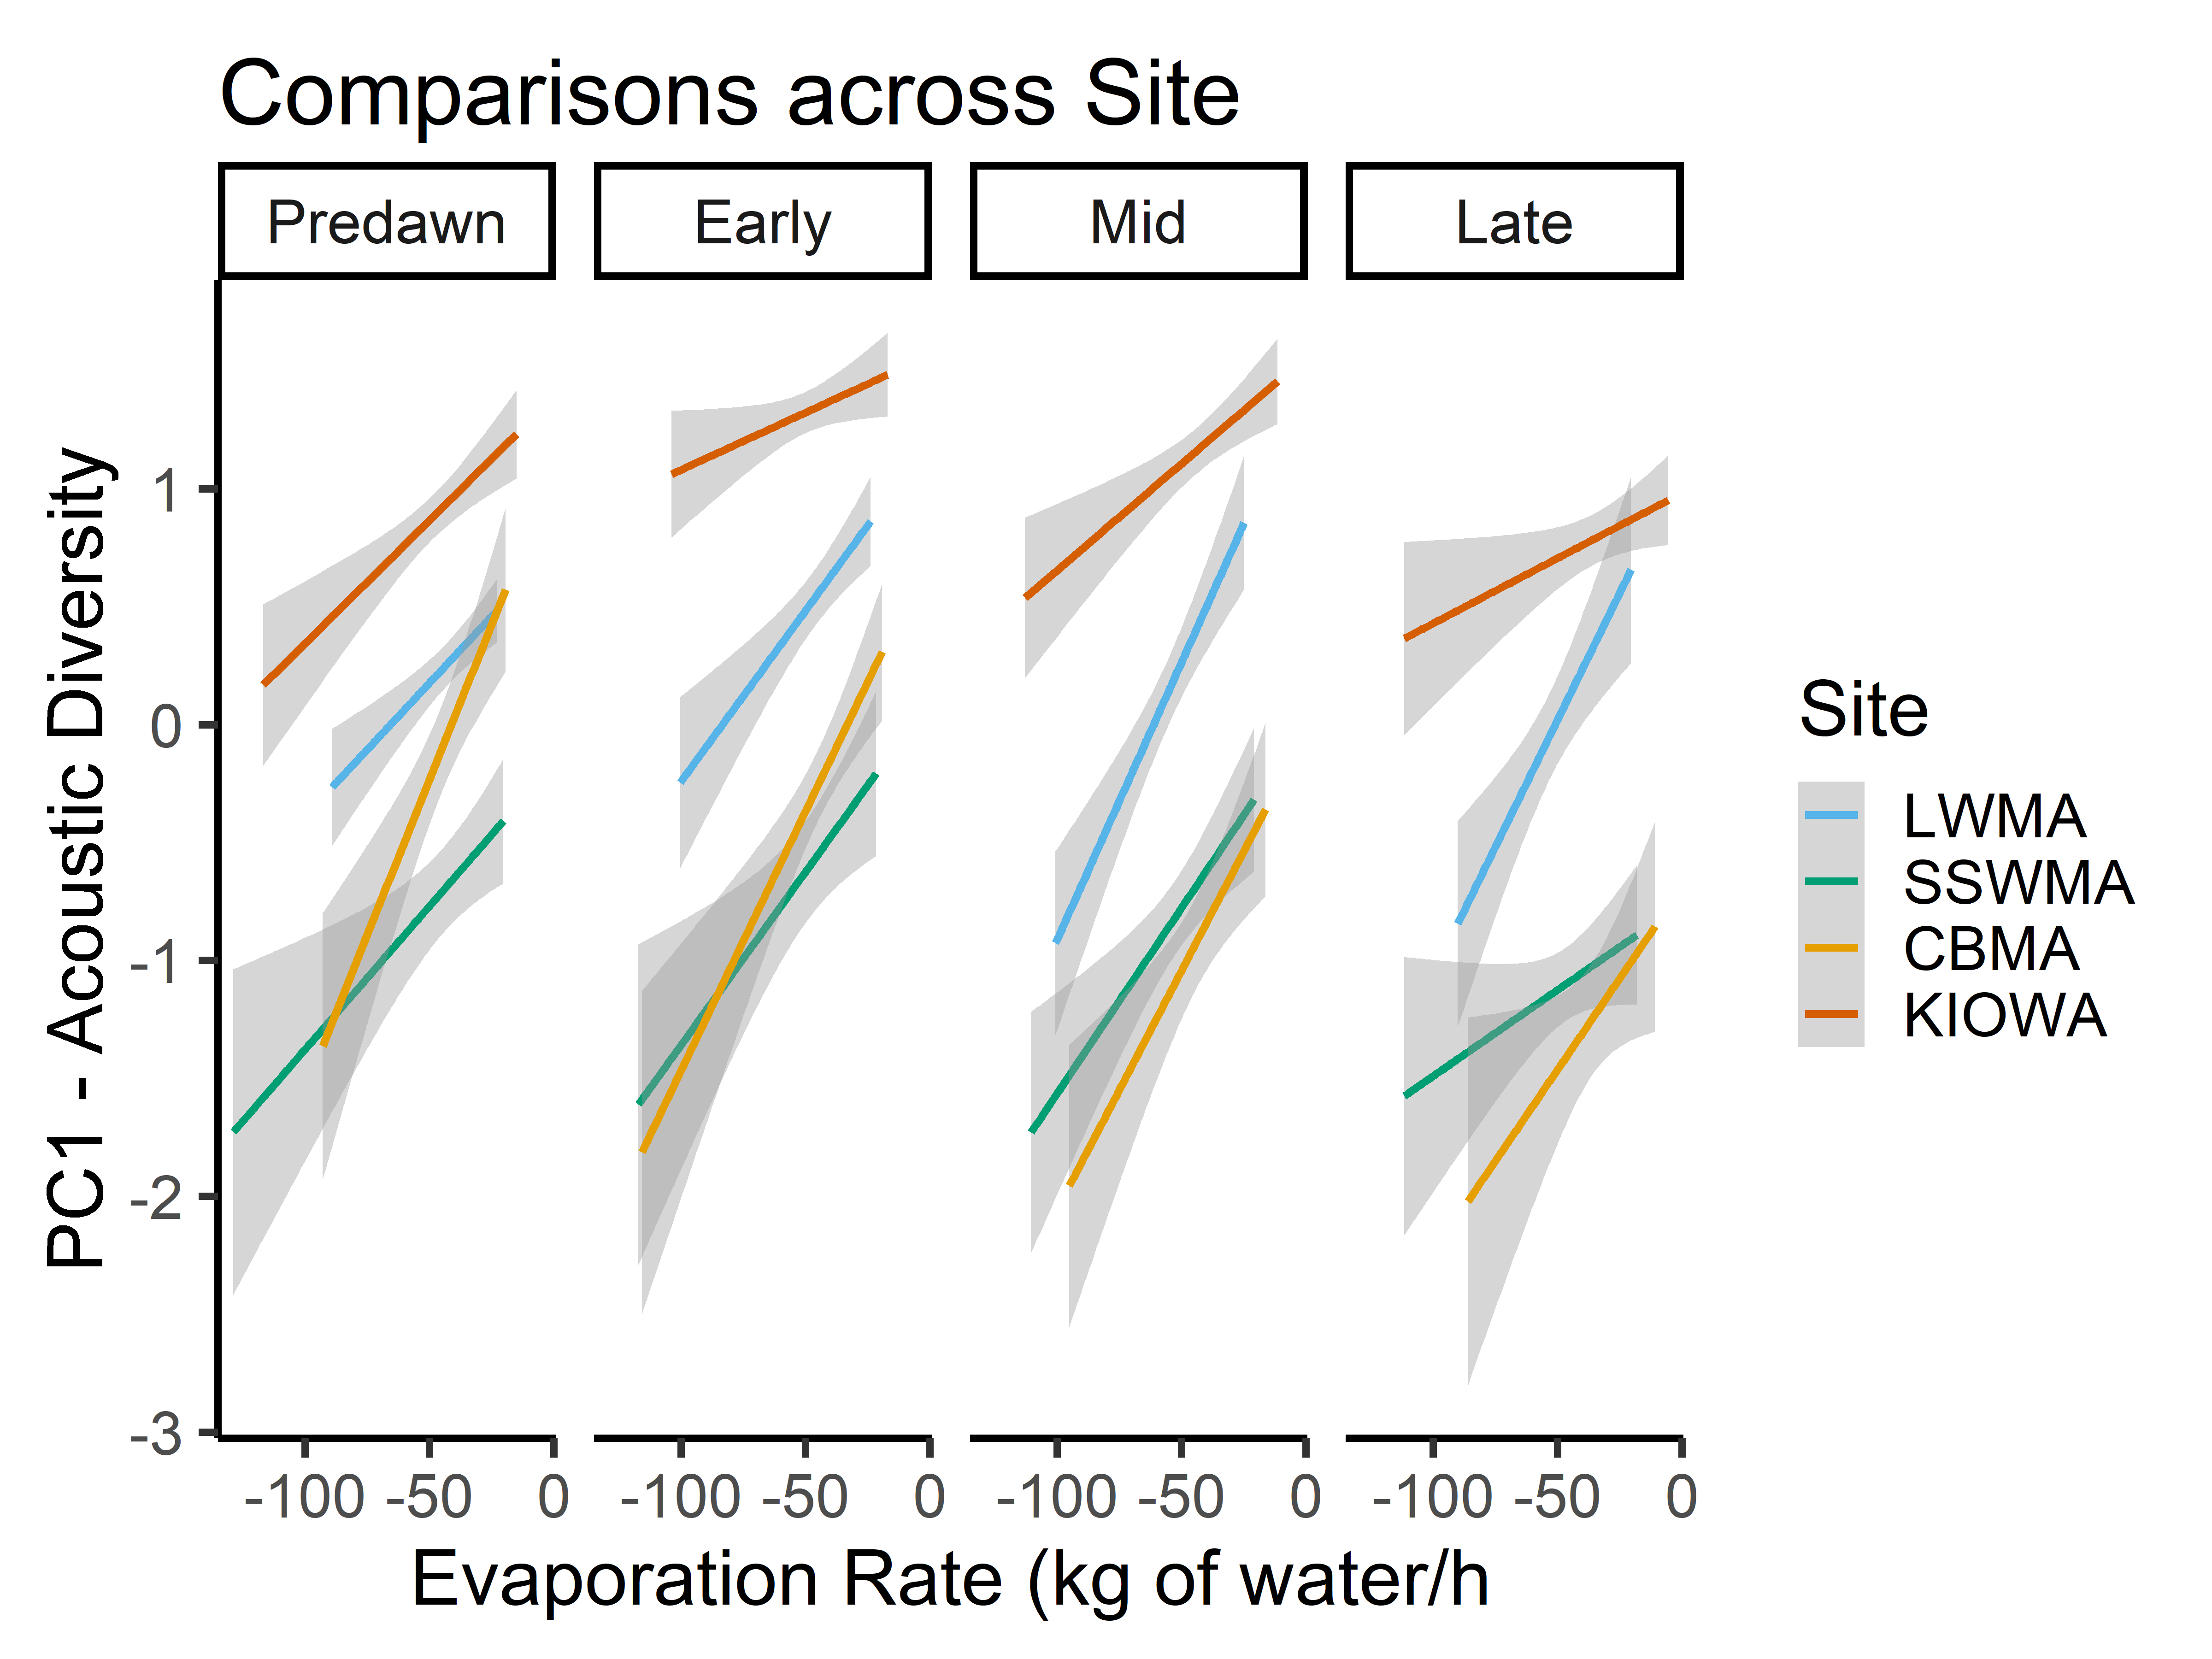 Comparisons across Site
Predawn Early Mid Late
PC1 - Acoustic Diversity
1
0
-1
-2
-3
-100 -50 0 -100 -50 0 -100 -50 0 -100 -50 0
Evaporation Rate (kg of water/h
Site
LWMA
SSWMA
CBMA
KIOWA